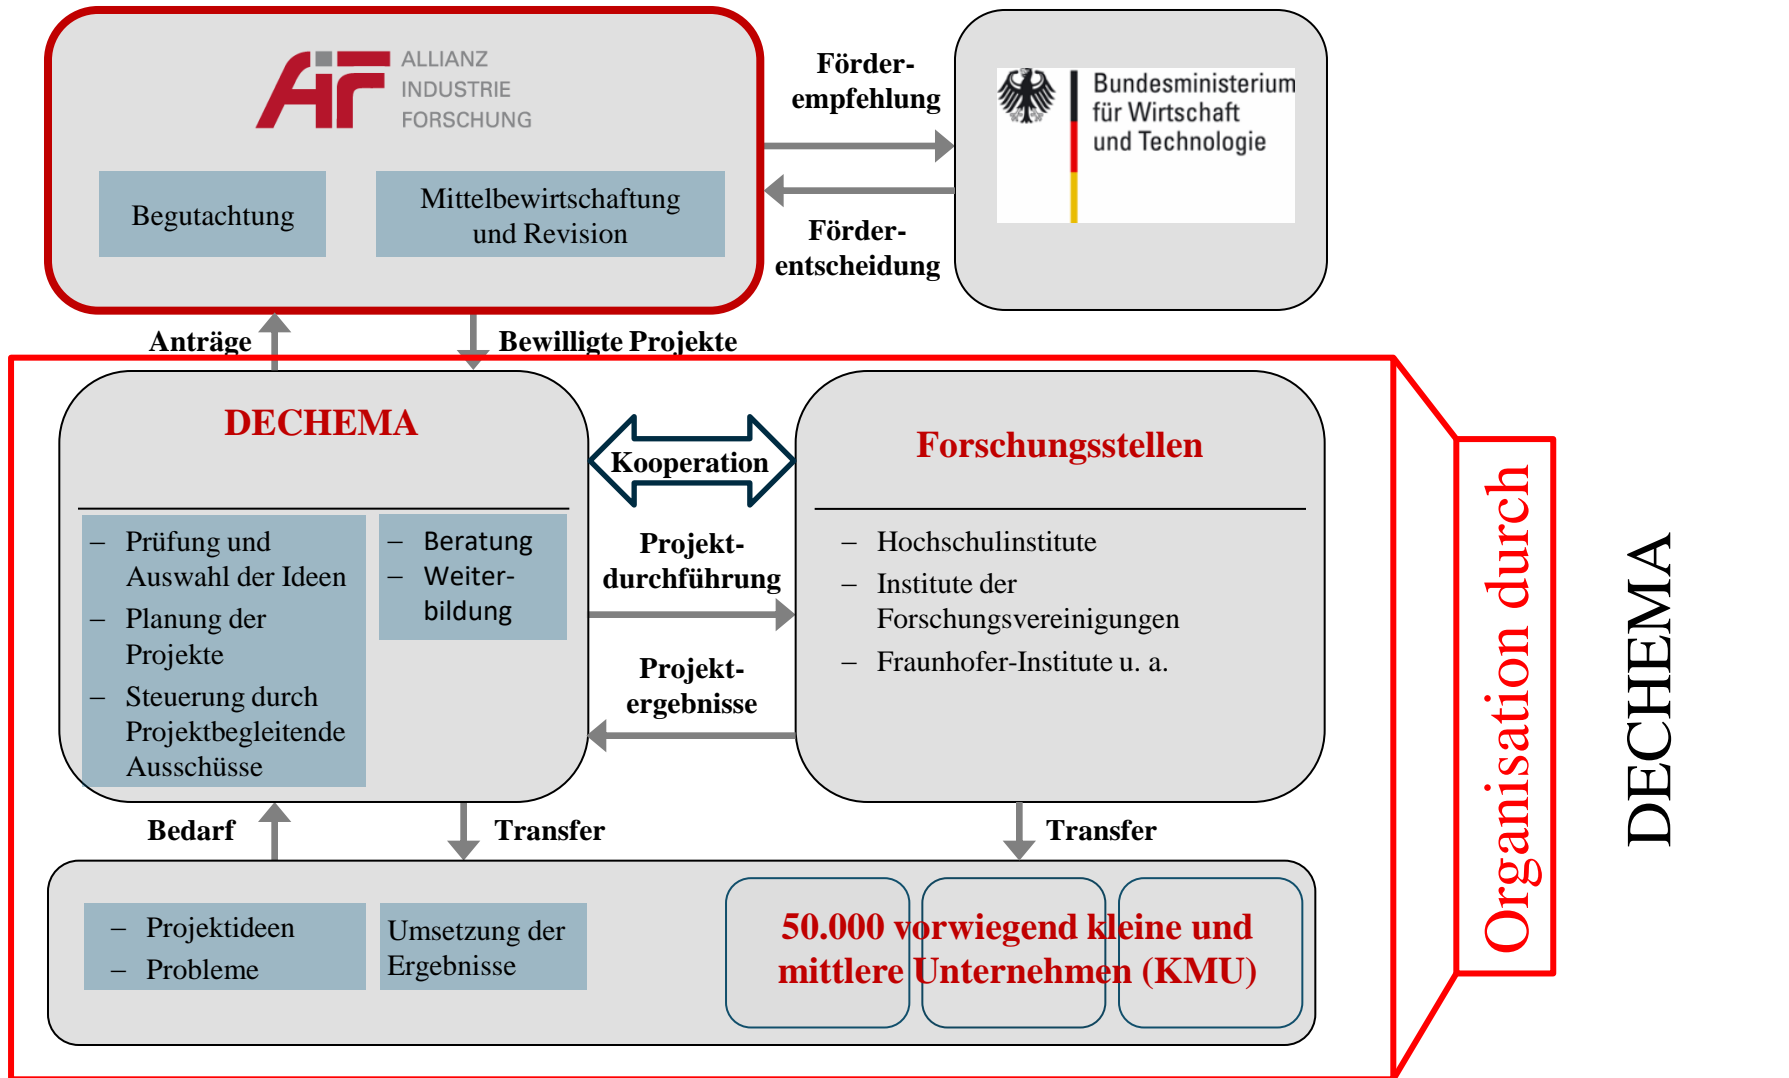 ALLIANZ
INDUSTRIE
FORSCHUNG
AiF
Begutachtung
Mittelbewirtschaftung
und Revision
Förder-
empfehlung
Förder-
entscheidung
Bundesministerium
für Wirtschaft
und Technologie
Anträge
Bewilligte Projekte
DECHEMA
– Prüfung und
Auswahl der Ideen
– Planung der
Projekte
– Steuerung durch
Projektbegleitende
Ausschüsse
– Beratung
– Weiter-
bildung
Kooperation
Projekt-
durchführung
Projekt-
ergebnisse
Forschungsstellen
– Hochschulinstitute
– Institute der
Forschungsvereinigungen
– Fraunhofer-Institute u. a.
Bedarf
Transfer
Transfer
– Projektideen
– Probleme
Umsetzung der
Ergebnisse
50.000 vorwiegend kleine und
mittlere Unternehmen (KMU)
Organisation durch
DECHEMA